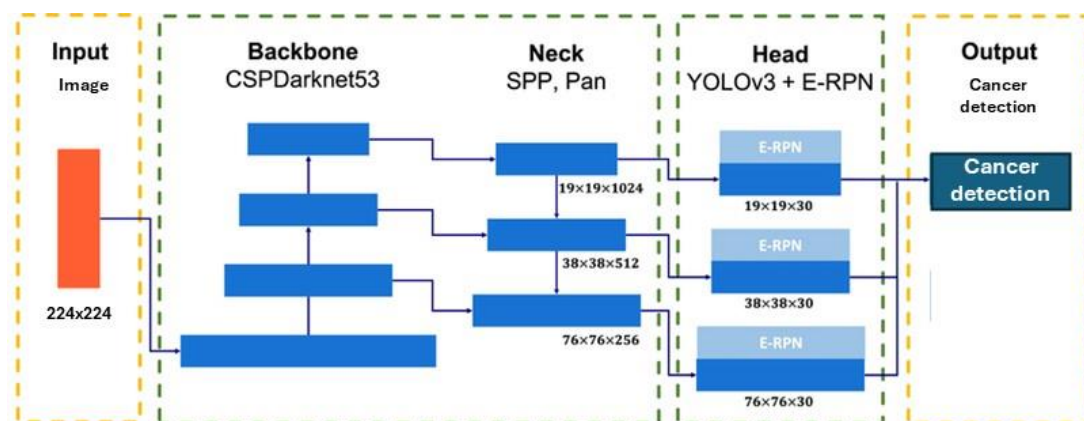 Input
Image
224x224
Backbone
CSPDarknet53
Neck
SPP, Pan
19×19×1024
38×38×512
76×76×256
Head
YOLOv3 + E-RPN
E-RPN
19×19×30
E-RPN
38×38×30
E-RPN
76×76×30
Output
Cancer
detection
Cancer
detection